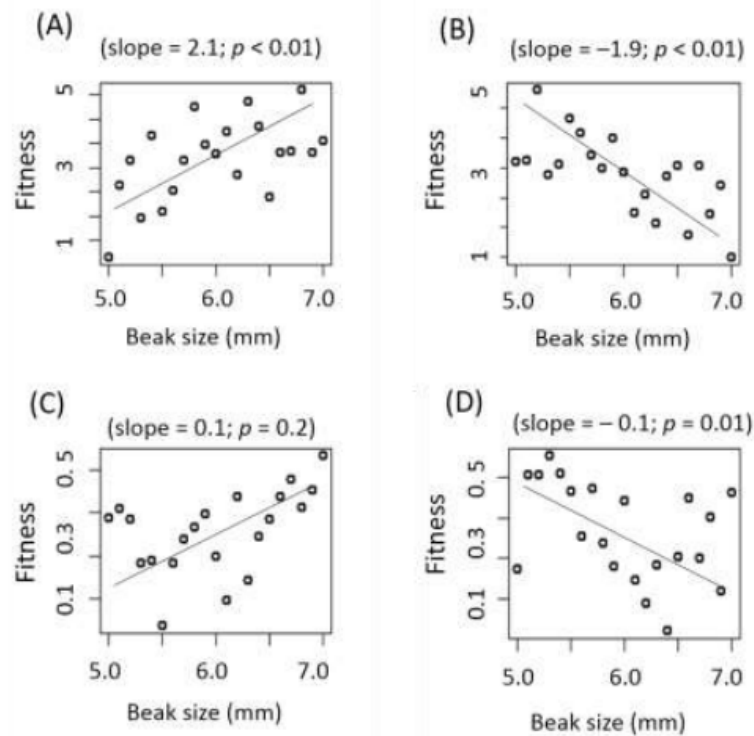 (A)
(slope = 2.1; p < 0.01)
5
3
1
Fitness
5.0 6.0 7.0
Beak size (mm)
(B)
(slope = –1.9; p < 0.01)
5
3
1
Fitness
5.0 6.0 7.0
Beak size (mm)
(C)
(slope = 0.1; p = 0.2)
0.5
0.3
0.1
Fitness
5.0 6.0 7.0
Beak size (mm)
(D)
(slope = – 0.1; p = 0.01)
0.5
0.3
0.1
Fitness
5.0 6.0 7.0
Beak size (mm)